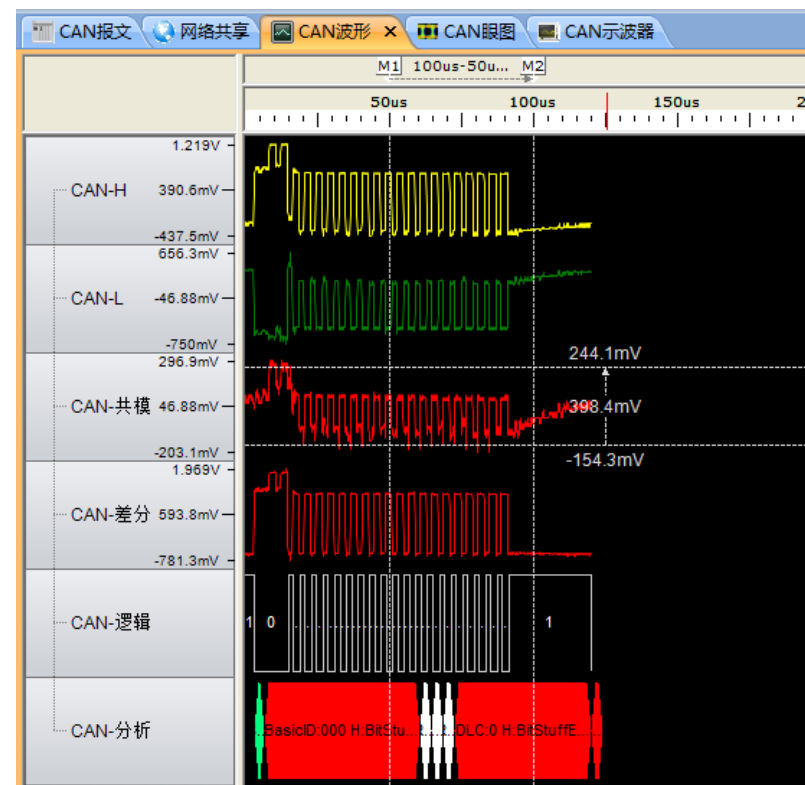 CAN报文 网络共享 CAN波形 × CAN眼图 CAN示波器
M1 100us-50u... M2
50us 100us 150us 2
1.219V
CAN-H 390.6mV
-437.5mV
656.3mV
CAN-L -46.88mV
-750mV
296.9mV
244.1mV
CAN-共模 46.88mV
398.4mV
-203.1mV
-154.3mV
1.969V
CAN-差分 593.8mV
-781.3mV
CAN-逻辑 1 0 1
CAN-分析 ...BasicID:000 H:BitStu... DLC:0 H:BitStuffE...